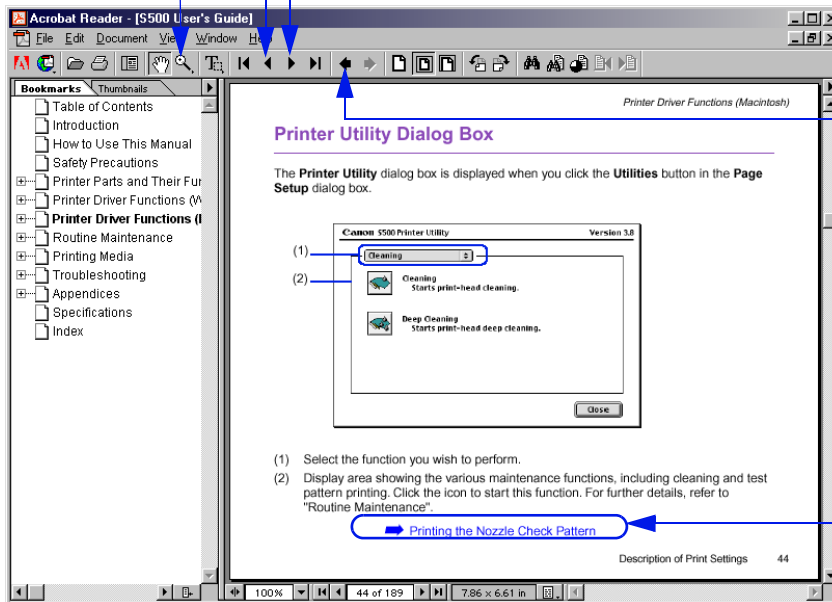 Acrobat Reader - [S500 User's Guide]
File Edit Document View Window Help
Bookmarks Thumbnails
Table of Contents
Introduction
How to Use This Manual
Safety Precautions
Printer Parts and Their Fur
Printer Driver Functions (W
Printer Driver Functions (I
Routine Maintenance
Printing Media
Troubleshooting
Appendices
Specifications
Index
Printer Driver Functions (Macintosh)
Printer Utility Dialog Box
The Printer Utility dialog box is displayed when you click the Utilities button in the Page
Setup dialog box.
Canon S500 Printer Utility Version 3.8
(1)
Cleaning
(2)
Cleaning
Starts print-head cleaning.
Deep Cleaning
Starts print-head deep cleaning.
Close
(1) Select the function you wish to perform.
(2) Display area showing the various maintenance functions, including cleaning and test
pattern printing. Click the icon to start this function. For further details, refer to
"Routine Maintenance".
Printing the Nozzle Check Pattern
Description of Print Settings 44
100% 44 of 189 7.86 x 6.61 in